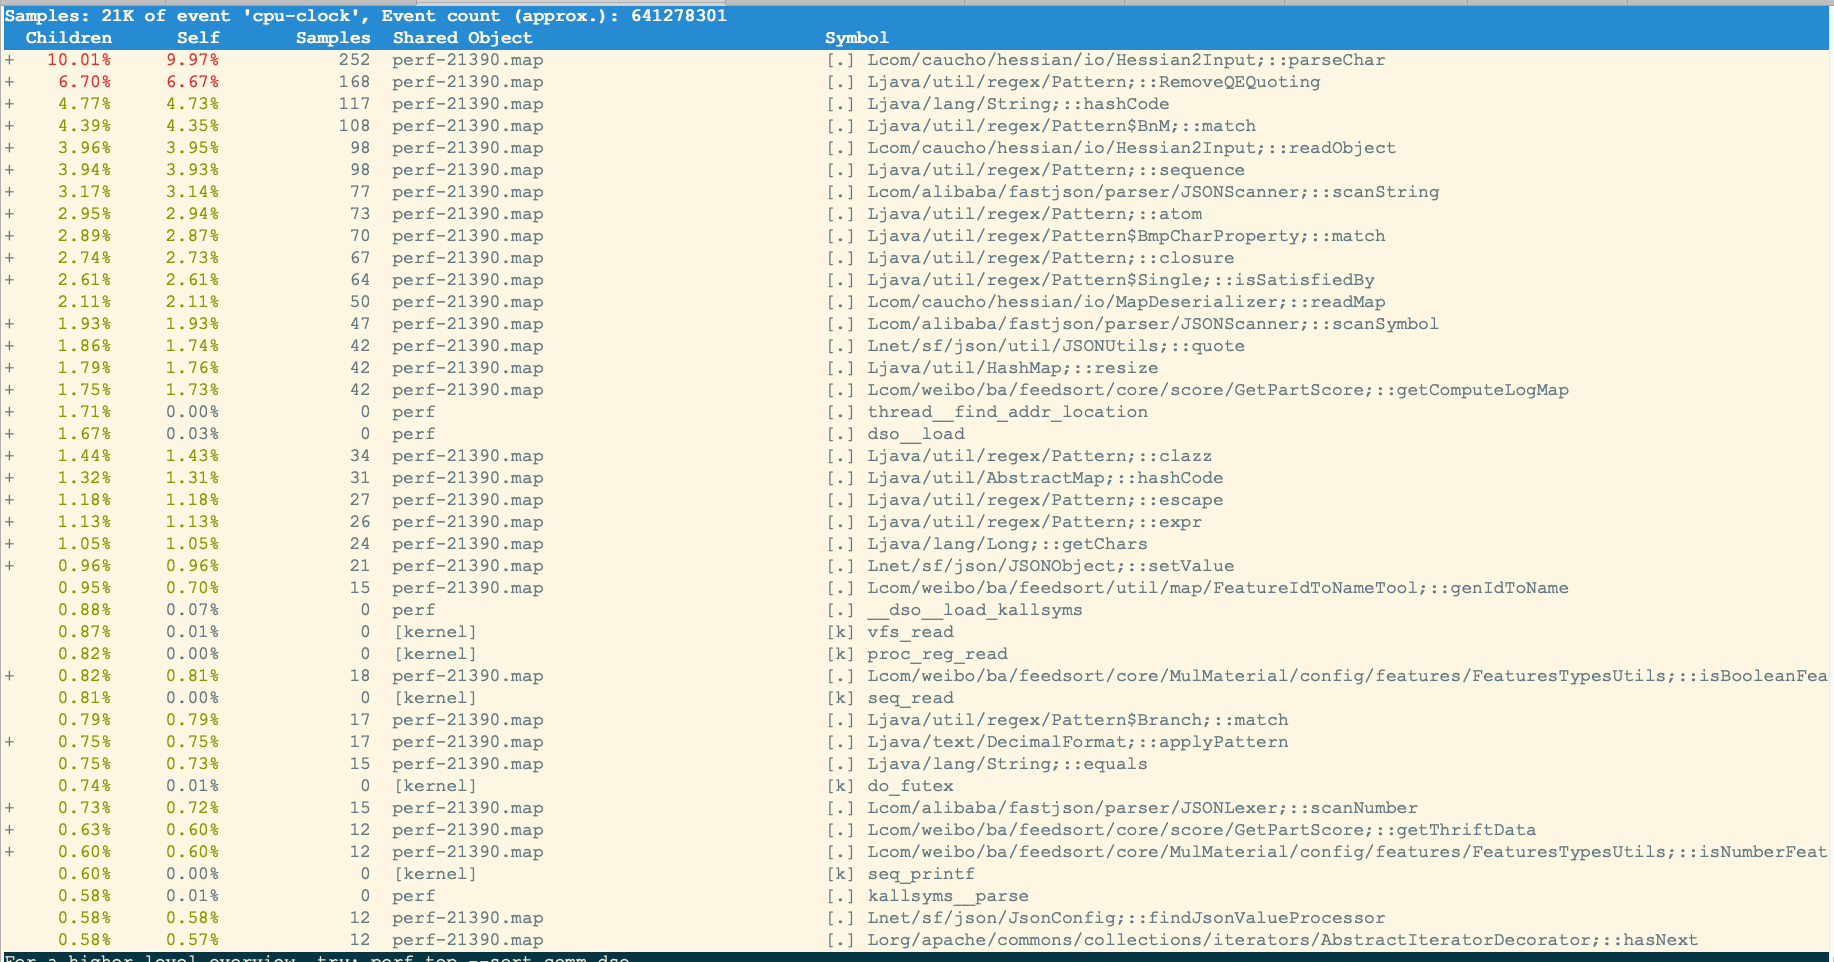 Samples: 21K of event 'cpu-clock', Event count (approx.): 641278301
Children Self Samples Shared Object Symbol
+ 10.01% 9.97% 252 perf-21390.map [.] Lcom/caucho/hessian/io/Hessian2Input;::parseChar
+ 6.70% 6.67% 168 perf-21390.map [.] Ljava/util/regex/Pattern;::RemoveQEQuoting
+ 4.77% 4.73% 117 perf-21390.map [.] Ljava/lang/String;::hashCode
+ 4.39% 4.35% 108 perf-21390.map [.] Ljava/util/regex/Pattern$BnM;::match
+ 3.96% 3.95% 98 perf-21390.map [.] Lcom/caucho/hessian/io/Hessian2Input;::readObject
+ 3.94% 3.93% 98 perf-21390.map [.] Ljava/util/regex/Pattern;::sequence
+ 3.17% 3.14% 77 perf-21390.map [.] Lcom/alibaba/fastjson/parser/JSONScanner;::scanString
+ 2.95% 2.94% 73 perf-21390.map [.] Ljava/util/regex/Pattern;::atom
+ 2.89% 2.87% 70 perf-21390.map [.] Ljava/util/regex/Pattern$BmpCharProperty;::match
+ 2.74% 2.73% 67 perf-21390.map [.] Ljava/util/regex/Pattern;::closure
+ 2.61% 2.61% 64 perf-21390.map [.] Ljava/util/regex/Pattern$Single;::isSatisfiedBy
2.11% 2.11% 50 perf-21390.map [.] Lcom/caucho/hessian/io/MapDeserializer;::readMap
+ 1.93% 1.93% 47 perf-21390.map [.] Lcom/alibaba/fastjson/parser/JSONScanner;::scanSymbol
+ 1.86% 1.74% 42 perf-21390.map [.] Lnet/sf/json/util/JSONUtils;::quote
+ 1.79% 1.76% 42 perf-21390.map [.] Ljava/util/HashMap;::resize
+ 1.75% 1.73% 42 perf-21390.map [.] Lcom/weibo/ba/feedsort/core/score/GetPartScore;::getComputeLogMap
+ 1.71% 0.00% 0 perf [.] thread__find_addr_location
+ 1.67% 0.03% 0 perf [.] dso__load
+ 1.44% 1.43% 34 perf-21390.map [.] Ljava/util/regex/Pattern;::clazz
+ 1.32% 1.31% 31 perf-21390.map [.] Ljava/util/AbstractMap;::hashCode
+ 1.18% 1.18% 27 perf-21390.map [.] Ljava/util/regex/Pattern;::escape
+ 1.13% 1.13% 26 perf-21390.map [.] Ljava/util/regex/Pattern;::expr
+ 1.05% 1.05% 24 perf-21390.map [.] Ljava/lang/Long;::getChars
+ 0.96% 0.96% 21 perf-21390.map [.] Lnet/sf/json/JSONObject;::setValue
0.95% 0.70% 15 perf-21390.map [.] Lcom/weibo/ba/feedsort/util/map/FeatureIdToNameTool;::genIdToName
0.88% 0.07% 0 perf [.] __dso__load_kallsyms
0.87% 0.01% 0 [kernel] [k] vfs_read
0.82% 0.00% 0 [kernel] [k] proc_reg_read
+ 0.82% 0.81% 18 perf-21390.map [.] Lcom/weibo/ba/feedsort/core/MulMaterial/config/features/FeaturesTypesUtils;::isBooleanFea
0.81% 0.00% 0 [kernel] [k] seq_read
0.79% 0.79% 17 perf-21390.map [.] Ljava/util/regex/Pattern$Branch;::match
+ 0.75% 0.75% 17 perf-21390.map [.] Ljava/text/DecimalFormat;::applyPattern
0.75% 0.73% 15 perf-21390.map [.] Ljava/lang/String;::equals
0.74% 0.01% 0 [kernel] [k] do_futex
+ 0.73% 0.72% 15 perf-21390.map [.] Lcom/alibaba/fastjson/parser/JSONLexer;::scanNumber
+ 0.63% 0.60% 12 perf-21390.map [.] Lcom/weibo/ba/feedsort/core/score/GetPartScore;::getThriftData
+ 0.60% 0.60% 12 perf-21390.map [.] Lcom/weibo/ba/feedsort/core/MulMaterial/config/features/FeaturesTypesUtils;::isNumberFeat
0.60% 0.00% 0 [kernel] [k] seq_printf
0.58% 0.01% 0 perf [.] kallsyms__parse
0.58% 0.58% 12 perf-21390.map [.] Lnet/sf/json/JsonConfig;::findJsonValueProcessor
0.58% 0.57% 12 perf-21390.map [.] Lorg/apache/commons/collections/iterators/AbstractIteratorDecorator;::hasNext
For a higher level overview, try: perf top --sort comm,dso